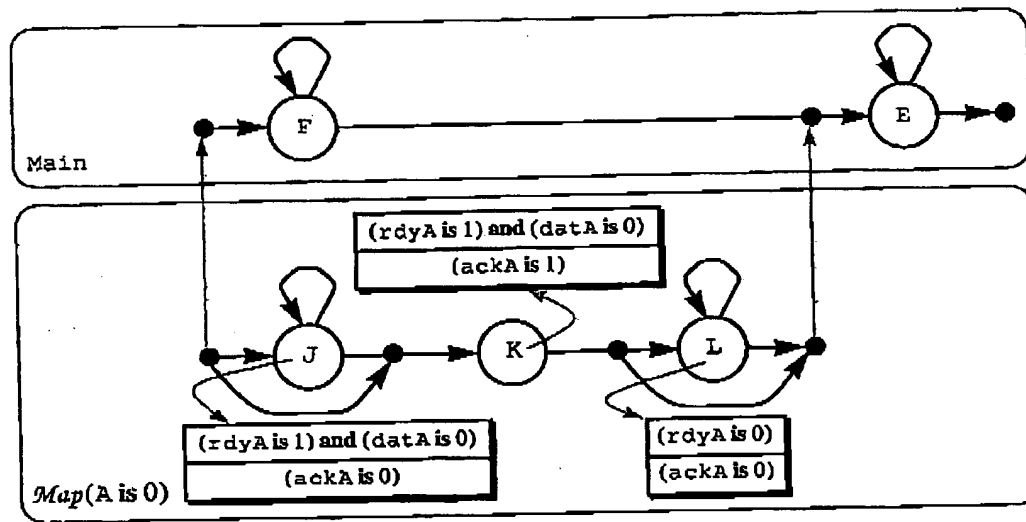 F
E
Main
(rdyA is 1) and (datA is 0)
(ackA is 1)
J
K
L
(rdyA is 1) and (datA is 0)
(ackA is 0)
(rdyA is 0)
(ackA is 0)
Map(A is 0)